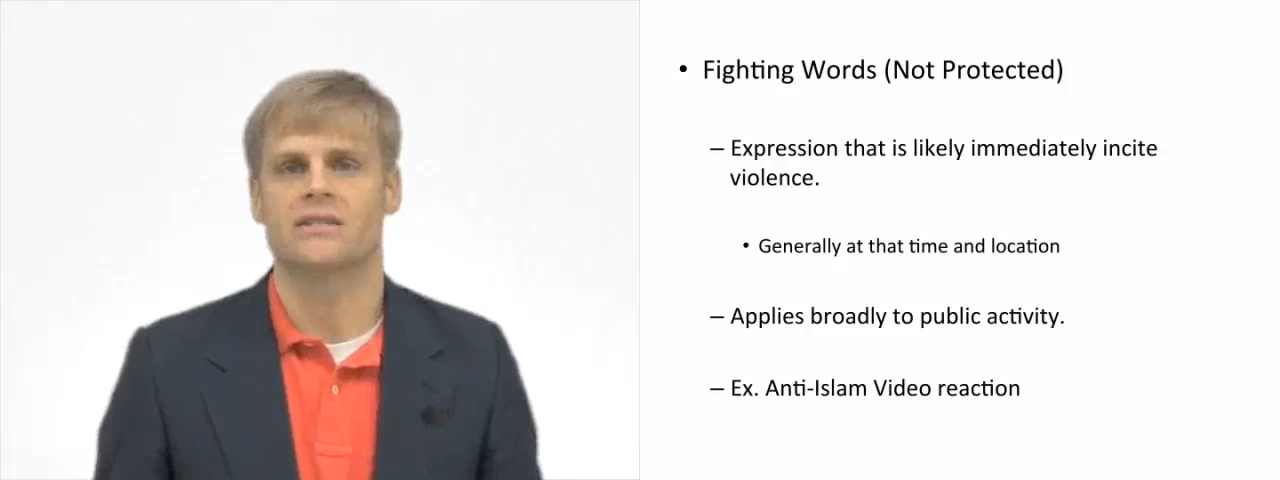 • Fighting Words (Not Protected)
– Expression that is likely immediately incite
violence.
• Generally at that time and location
– Applies broadly to public activity.
– Ex. Anti-Islam Video reaction